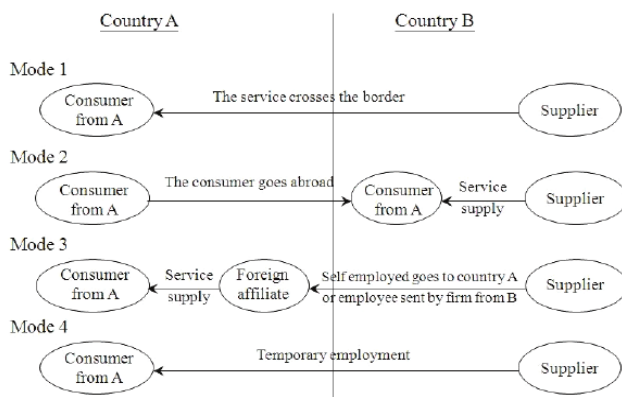 Country A
Country B
Mode 1
Consumer
from A
The service crosses the border
Supplier
Mode 2
Consumer
from A
The consumer goes abroad
Consumer
from A
Service
supply
Supplier
Mode 3
Consumer
from A
Service
supply
Foreign
affiliate
Self employed goes to country A
or employee sent by firm from B
Supplier
Mode 4
Consumer
from A
Temporary employment
Supplier